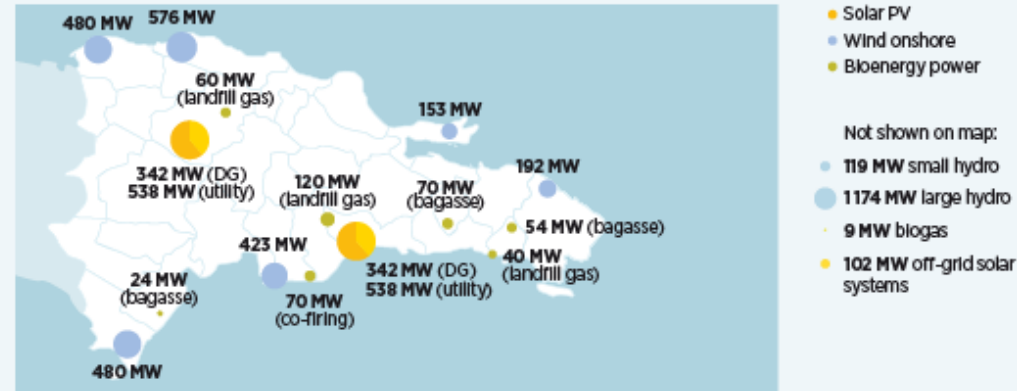 480 MW
576 MW
60 MW
(landfill gas)
153 MW
342 MW (DG)
538 MW (utility)
120 MW
(landfill gas)
70 MW
(bagasse)
192 MW
54 MW (bagasse)
423 MW
40 MW
(landfill gas)
342 MW (DG)
538 MW (utility)
24 MW
(bagasse)
70 MW
(co-firing)
480 MW
Solar PV
Wind onshore
Bioenergy power
Not shown on map:
119 MW small hydro
1 174 MW large hydro
9 MW biogas
102 MW off-grid solar
systems